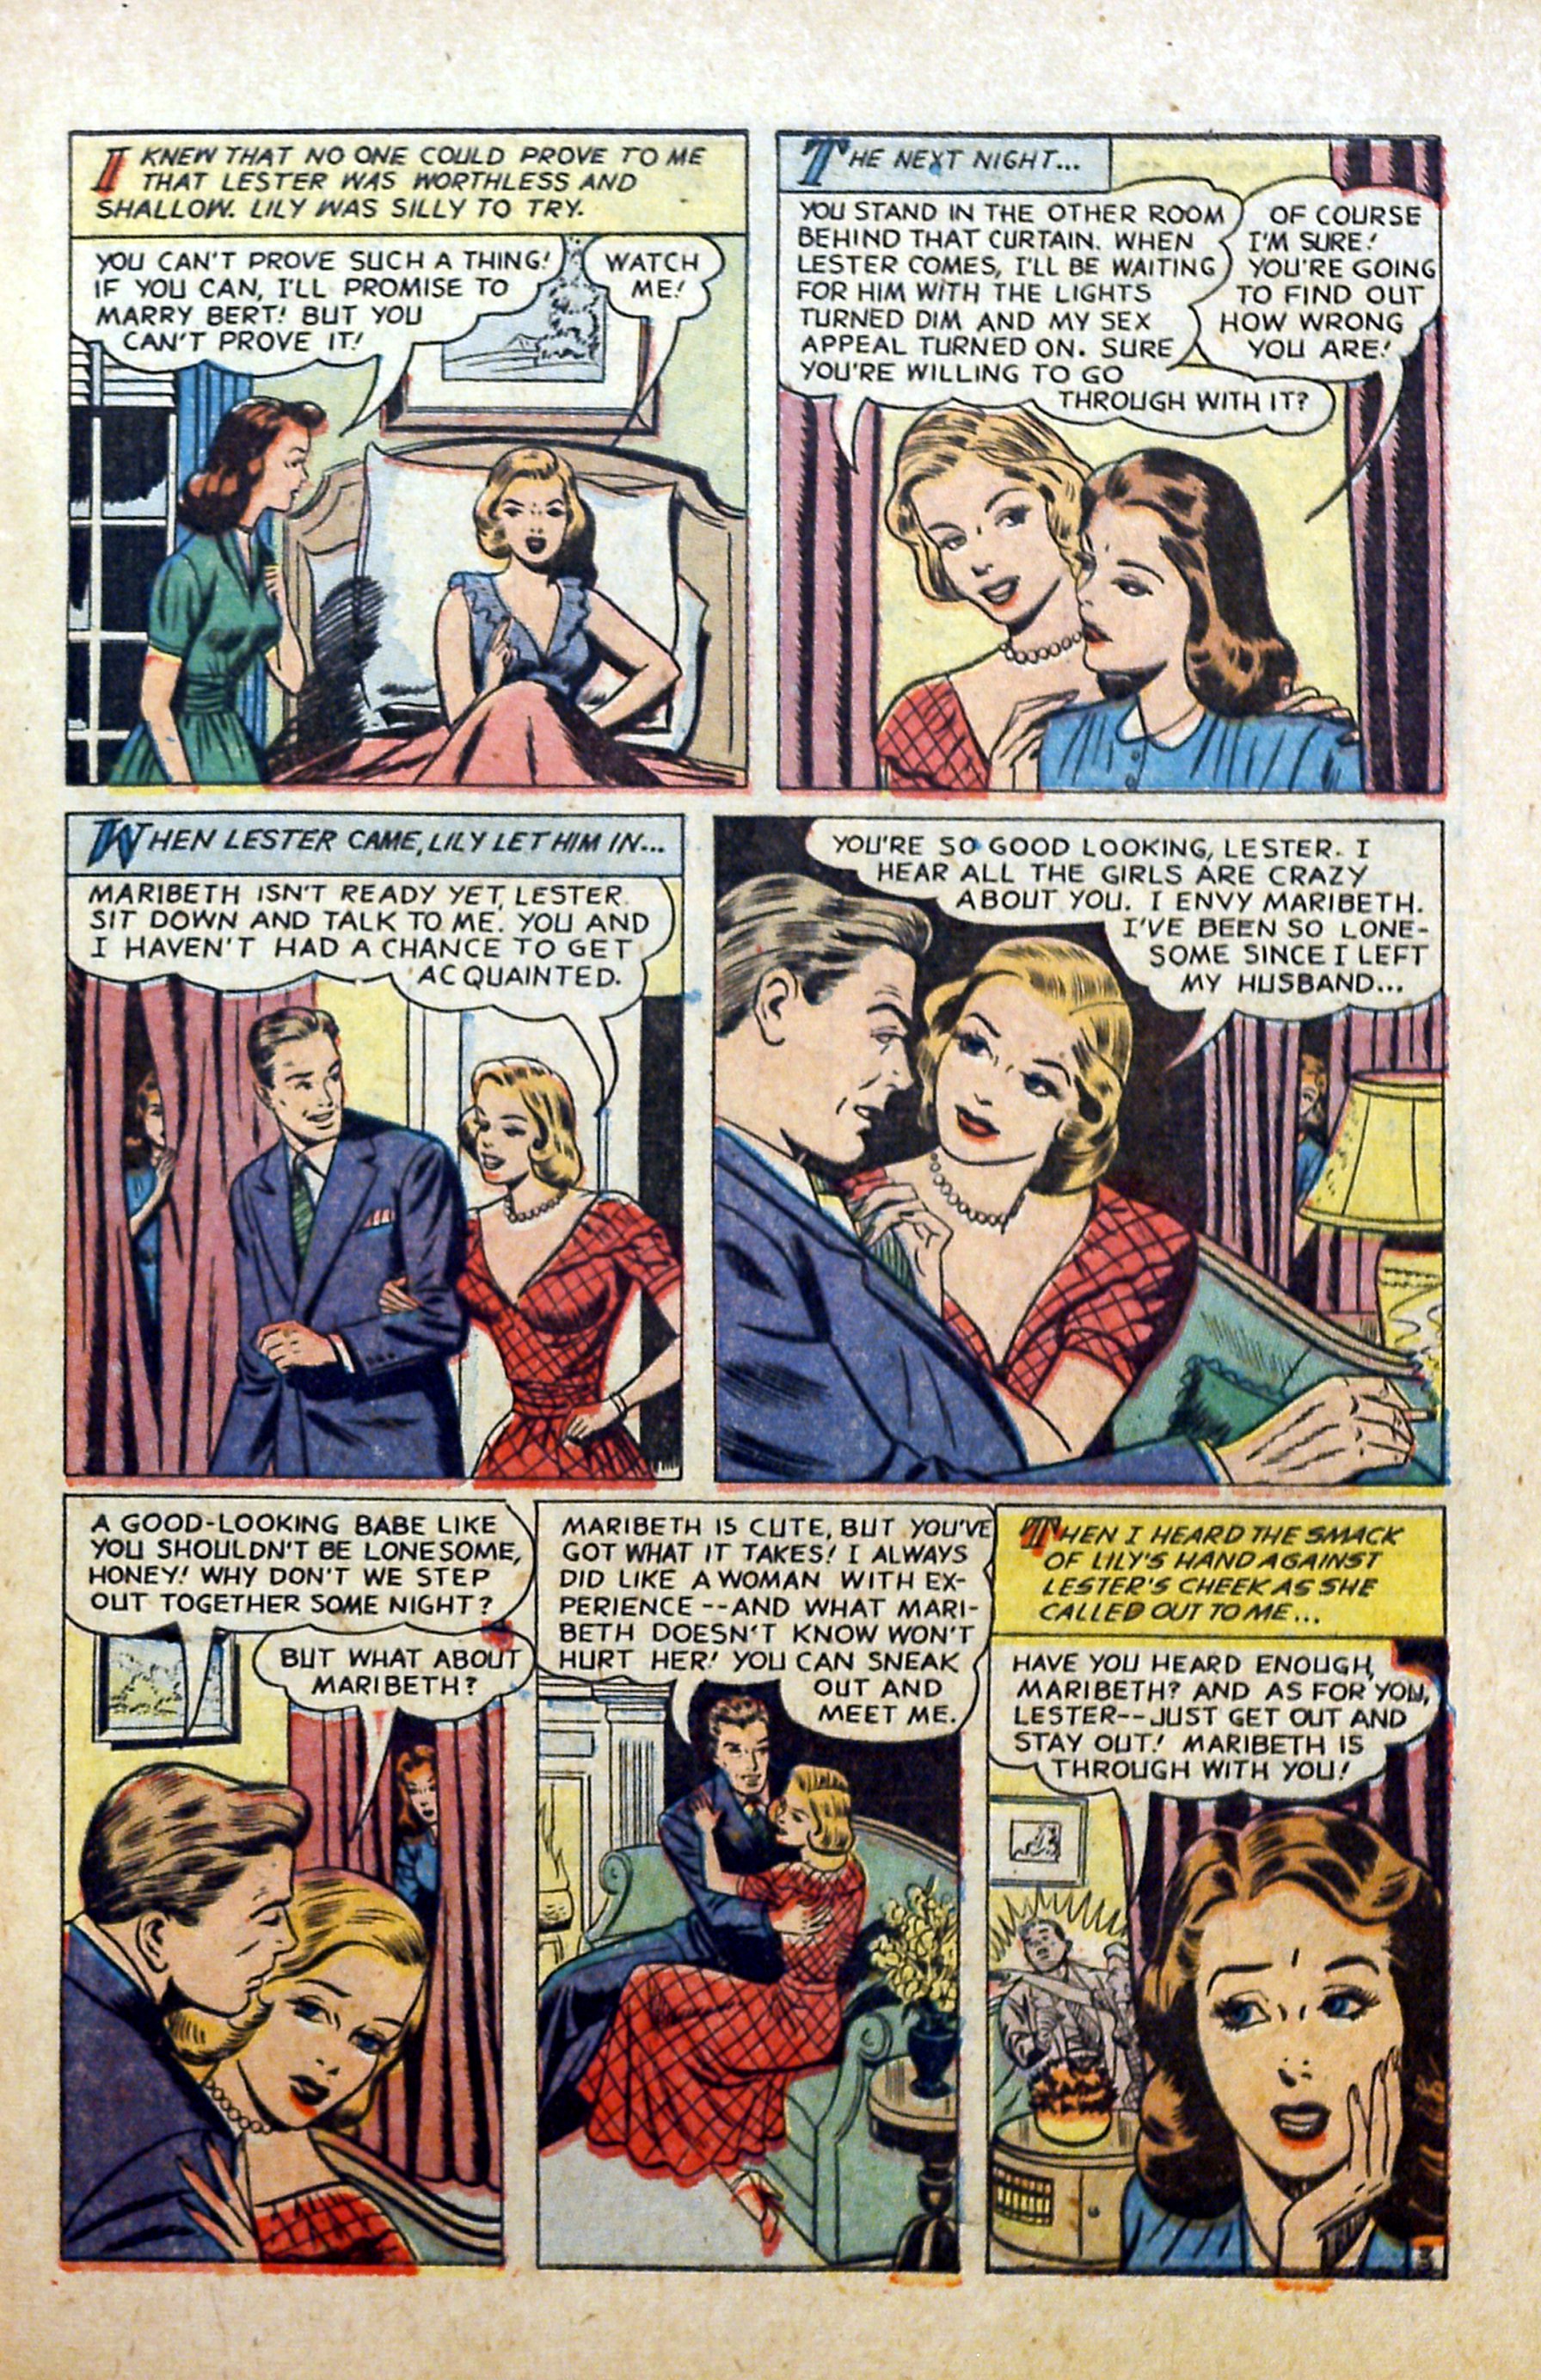 I KNEW THAT NO ONE COULD PROVE TO ME
THAT LESTER WAS WORTHLESS AND
SHALLOW. LILY WAS SILLY TO TRY.
YOU CAN'T PROVE SUCH A THING!
IF YOU CAN, I'LL PROMISE TO
MARRY BERT! BUT YOU
CAN'T PROVE IT!
WATCH
ME!
THE NEXT NIGHT...
YOU STAND IN THE OTHER ROOM
BEHIND THAT CURTAIN. WHEN
LESTER COMES, I'LL BE WAITING
FOR HIM WITH THE LIGHTS
TURNED DIM AND MY SEX
APPEAL TURNED ON. SURE
YOU'RE WILLING TO GO
THROUGH WITH IT?
OF COURSE
I'M SURE!
YOU'RE GOING
TO FIND OUT
HOW WRONG
YOU ARE!
WHEN LESTER CAME, LILY LET HIM IN...
MARIBETH ISN'T READY YET, LESTER.
SIT DOWN AND TALK TO ME. YOU AND
I HAVEN'T HAD A CHANCE TO GET
ACQUAINTED.
YOU'RE SO GOOD LOOKING, LESTER. I
HEAR ALL THE GIRLS ARE CRAZY
ABOUT YOU. I ENVY MARIBETH.
I'VE BEEN SO LONE-
SOME SINCE I LEFT
MY HUSBAND...
A GOOD-LOOKING BABE LIKE
YOU SHOULDN'T BE LONESOME,
HONEY! WHY DON'T WE STEP
OUT TOGETHER SOME NIGHT?
BUT WHAT ABOUT
MARIBETH?
MARIBETH IS CUTE, BUT YOU'VE
GOT WHAT IT TAKES! I ALWAYS
DID LIKE A WOMAN WITH EX-
PERIENCE--AND WHAT MARI-
BETH DOESN'T KNOW WON'T
HURT HER! YOU CAN SNEAK
OUT AND
MEET ME.
THEN I HEARD THE SMACK
OF LILY'S HAND AGAINST
LESTER'S CHEEK AS SHE
CALLED OUT TO ME...
HAVE YOU HEARD ENOUGH,
MARIBETH? AND AS FOR YOU,
LESTER--JUST GET OUT AND
STAY OUT! MARIBETH IS
THROUGH WITH YOU!
3